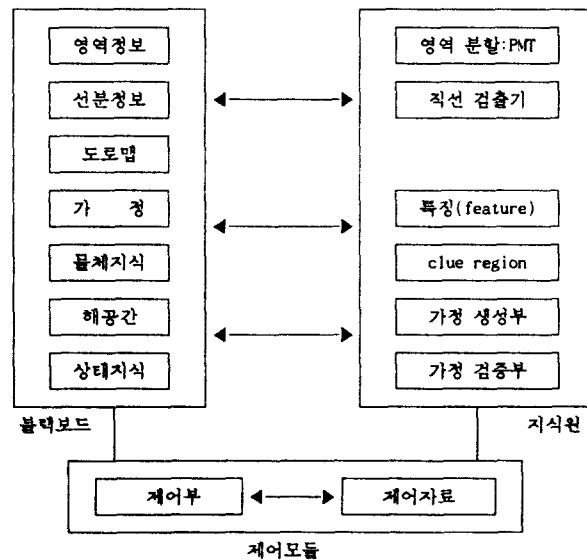 영역정보
선분정보
도로맵
가 정
물체지식
해공간
상태지식
블랙보드
영역 분할:PMT
직선 검출기
특징(feature)
clue region
가정 생성부
가정 검증부
지식원
제어부
제어자료
제어모듈